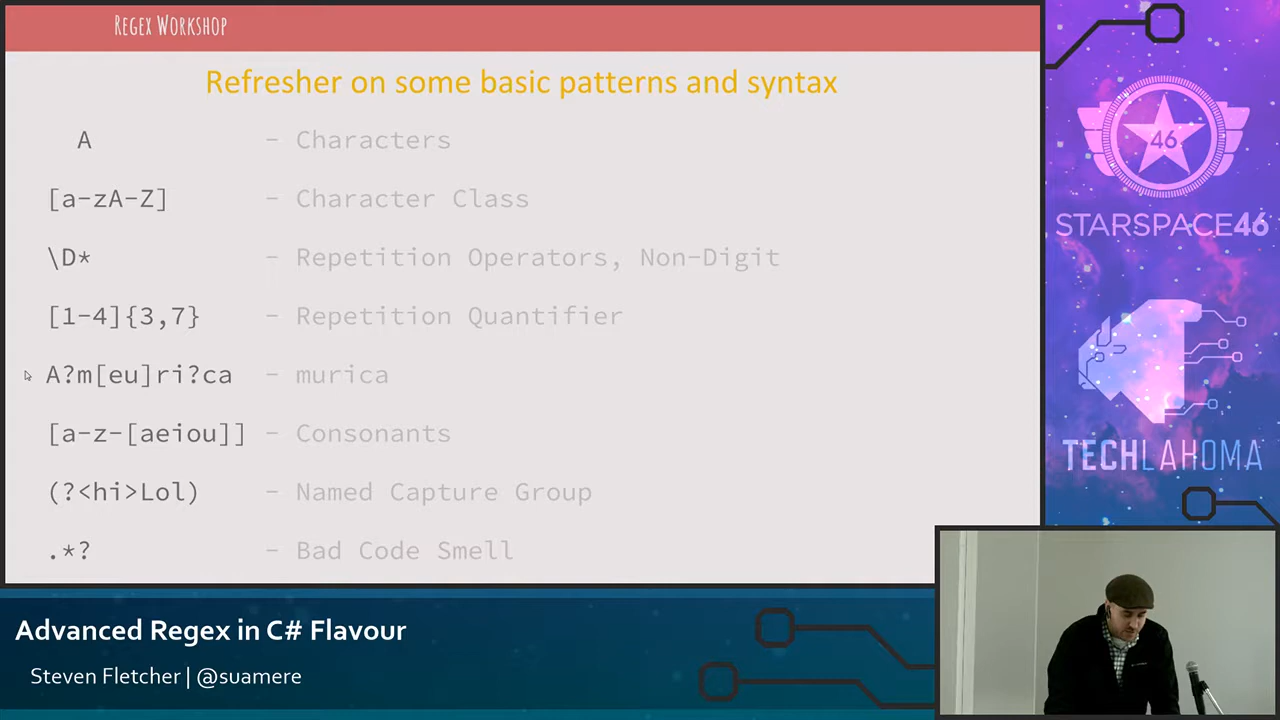 Regex Workshop
Refresher on some basic patterns and syntax
A - Characters
[a-zA-Z] - Character Class
\D* - Repetition Operators, Non-Digit
[1-4]{3,7} - Repetition Quantifier
A?m[eu]ri?ca - murica
[a-z-[aeiou]] - Consonants
(?<hi>Lol) - Named Capture Group
.*? - Bad Code Smell
46
STARSPACE46
TECHLAHOMA
Advanced Regex in C# Flavour
Steven Fletcher | @suamere